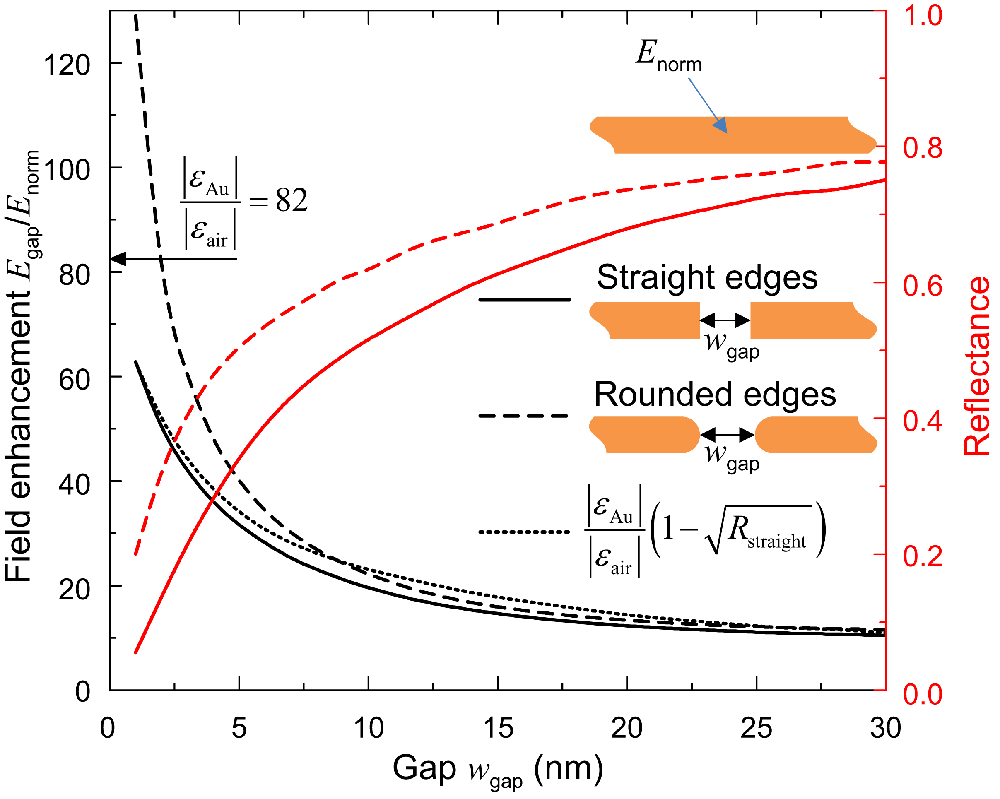 Field enhancement E_gap/E_norm
120
100
80
60
40
20
0
|ε_Au|
|ε_air|
= 82
E_norm
Straight edges
w_gap
Rounded edges
w_gap
|ε_Au|
|ε_air|
(1−√R_straight)
1.0
0.8
0.6
0.4
0.2
0.0
Reflectance
0 5 10 15 20 25 30
Gap w_gap (nm)